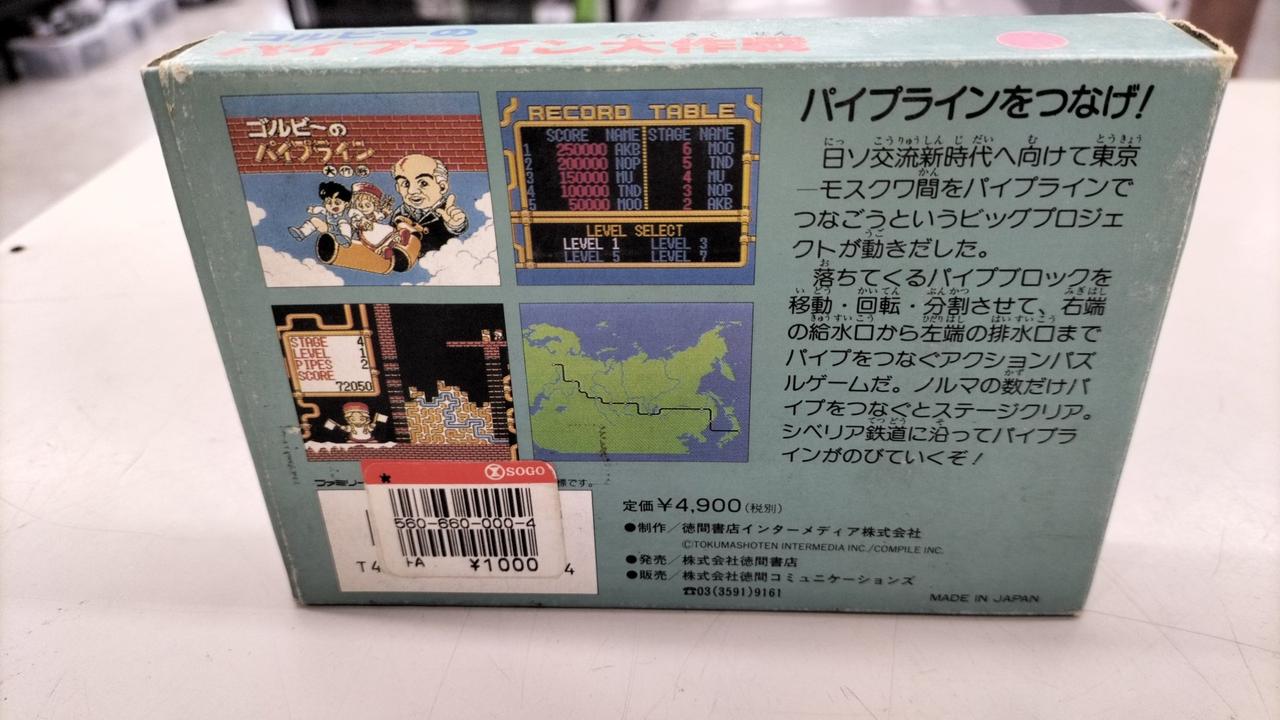 パイプライン大作戦
ゴルビーの
パイプライン
大作戦
RECORD TABLE
SCORE NAME STAGE NAME
1 250000 AKB 6 MOO
2 200000 NOP 5 TND
3 150000 MU 4 MU
4 100000 TND 3 NOP
5 50000 MOO 2 AKB
LEVEL SELECT
LEVEL 1 LEVEL 3
LEVEL 5 LEVEL 7
STAGE 4
LEVEL 1
PIPES 2
SCORE
72050
パイプラインをつなげ!
日ソ交流新時代へ向けて東京
―モスクワ間をパイプラインで
つなごうというビッグプロジェ
クトが動きだした。
落ちてくるパイプブロックを
移動・回転・分割させて、右端
の給水口から左端の排水口まで
パイプをつなぐアクションパズ
ルゲームだ。ノルマの数だけパ
イプをつなぐとステージクリア。
シベリア鉄道に沿ってパイプラ
インがのびていくぞ!
ファミリー
標です。
SOGO
560-660-000-4
¥1000
T4
4
定価¥4,900(税別)
●制作/徳間書店インターメディア株式会社
©TOKUMASHOTEN INTERMEDIA INC./COMPILE INC.
●発売/株式会社徳間書店
●販売/株式会社徳間コミュニケーションズ
☎03(3591)9161
MADE IN JAPAN